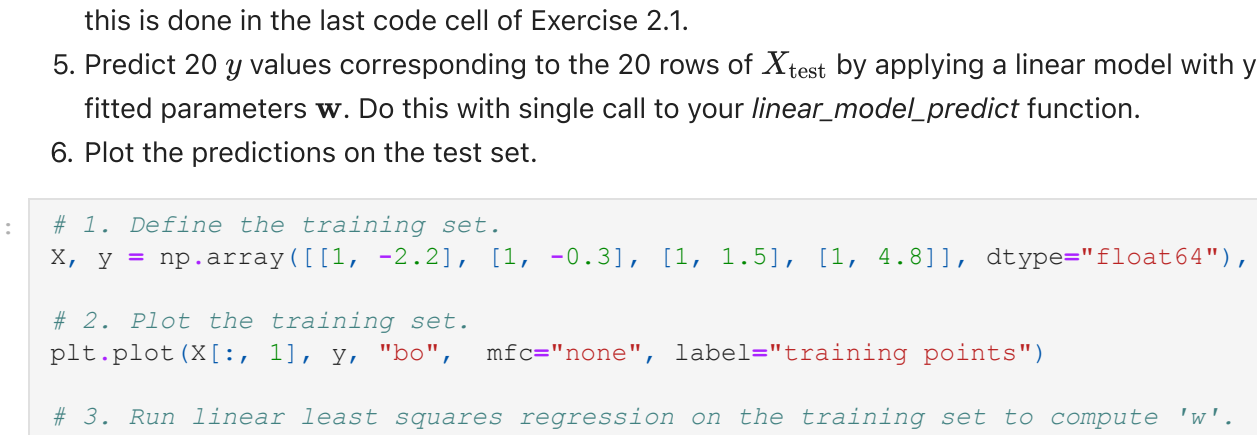 this is done in the last code cell of Exercise 2.1.
5. Predict 20 y values corresponding to the 20 rows of X_test by applying a linear model with y
fitted parameters w. Do this with single call to your linear_model_predict function.
6. Plot the predictions on the test set.
:
# 1. Define the training set.
X, y = np.array([[1, -2.2], [1, -0.3], [1, 1.5], [1, 4.8]], dtype="float64"),
# 2. Plot the training set.
plt.plot(X[:, 1], y, "bo",  mfc="none", label="training points")
# 3. Run linear least squares regression on the training set to compute 'w'.